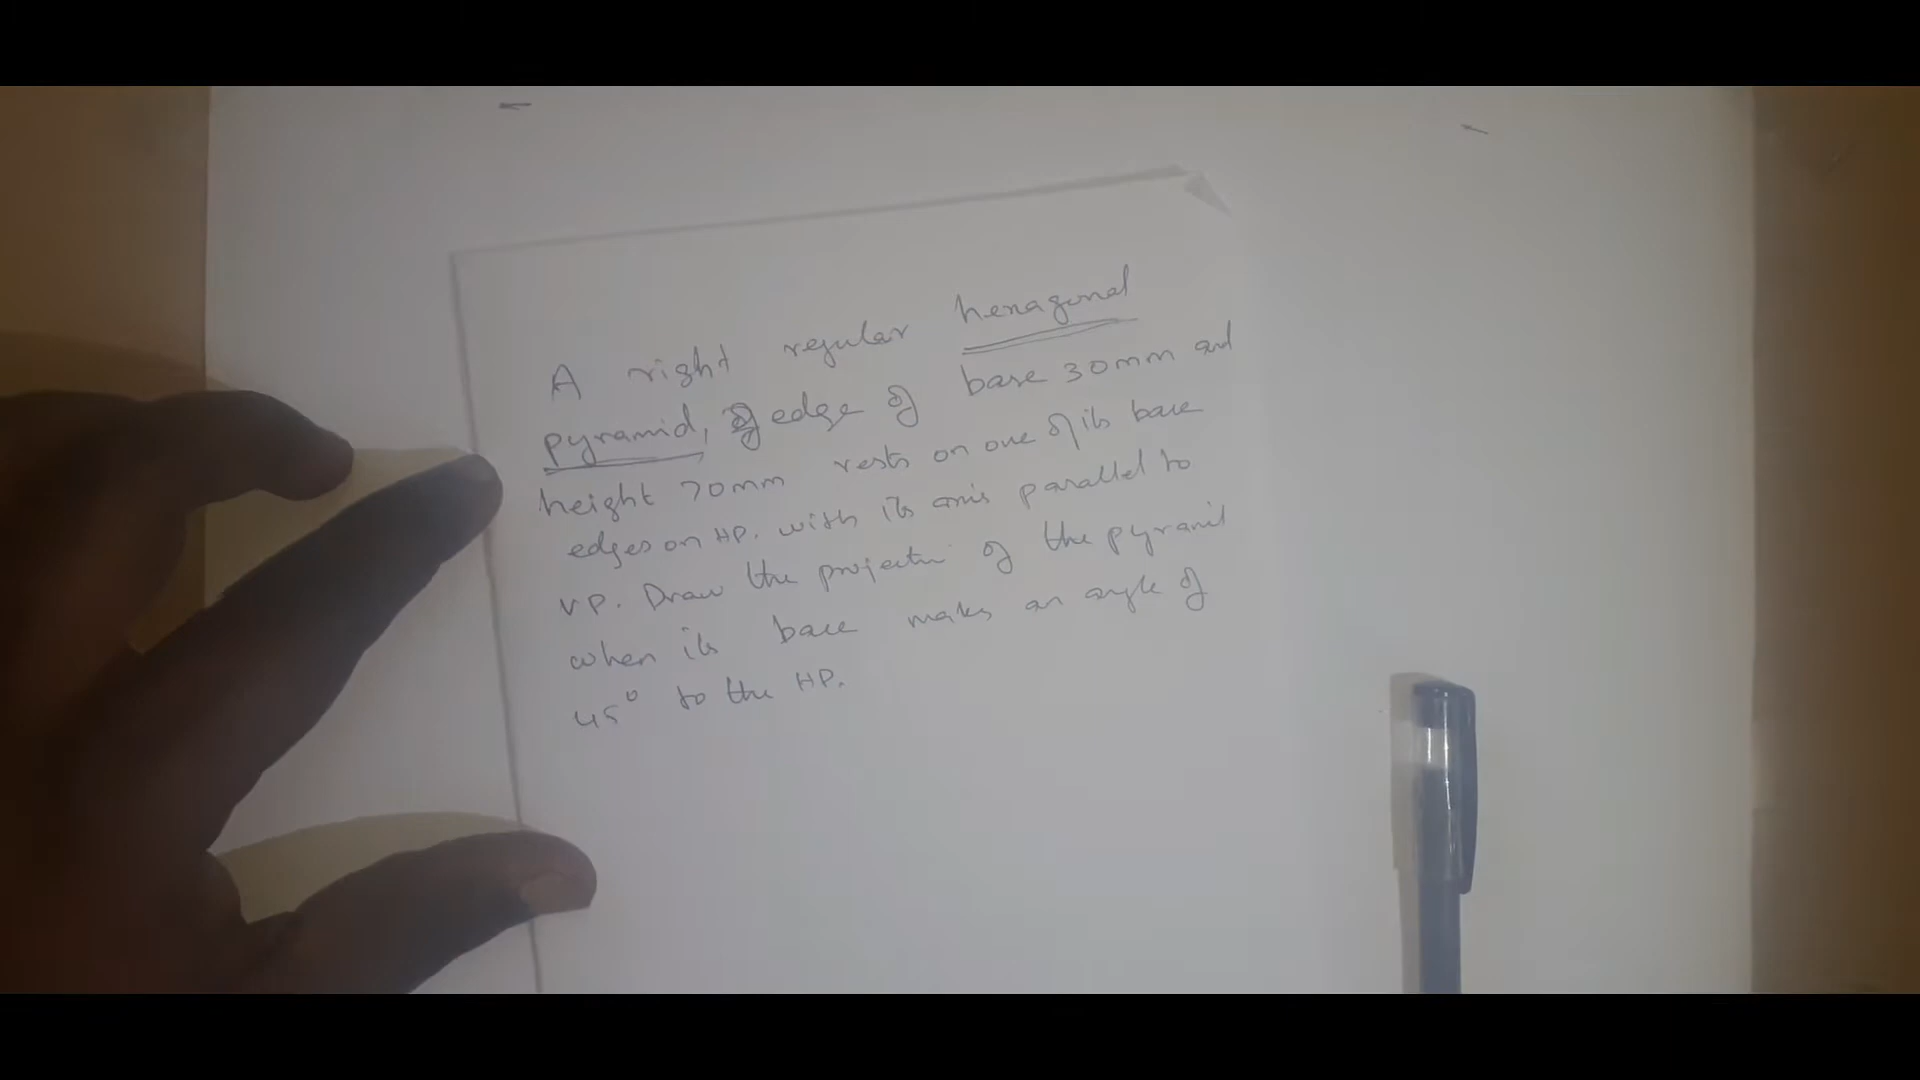 A right regular hexagonal
pyramid, of edge of base 30mm and
height 70mm rests on one of its base
edges on HP. with its axis parallel to
VP. Draw the projectn of the pyramid
when its base makes an angle of
45° to the HP.